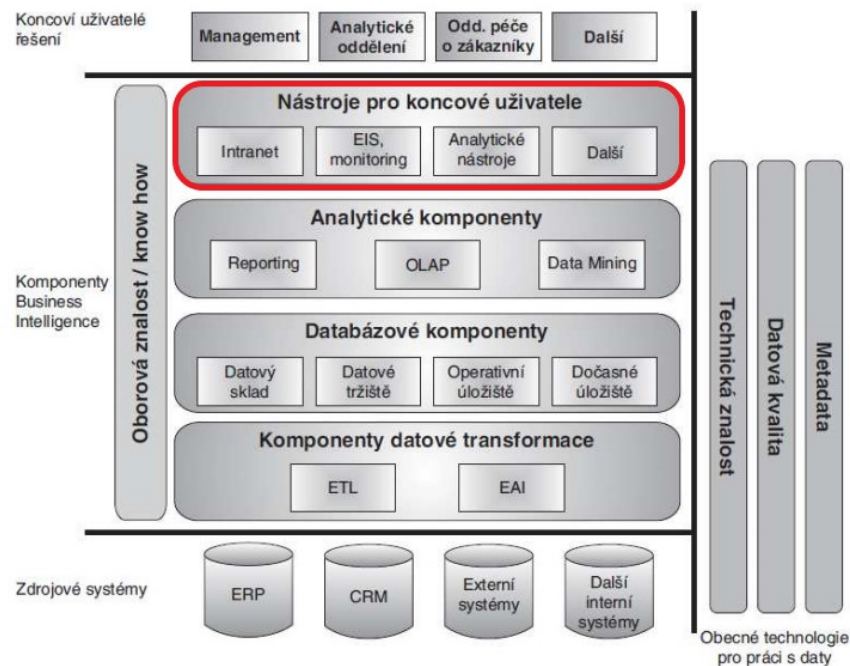 Koncoví uživatelé
řešení
Management
Analytické
oddělení
Odd. péče
o zákazníky
Další
Nástroje pro koncové uživatele
Intranet
EIS,
monitoring
Analytické
nástroje
Další
Oborová znalost / know how
Komponenty
Business
Intelligence
Analytické komponenty
Reporting
OLAP
Data Mining
Databázové komponenty
Datový
sklad
Datové
tržiště
Operativní
úložiště
Dočasné
úložiště
Komponenty datové transformace
ETL
EAI
Technická znalost
Datová kvalita
Metadata
Zdrojové systémy
ERP
CRM
Externí
systémy
Další
interní
systémy
Obecné technologie
pro práci s daty